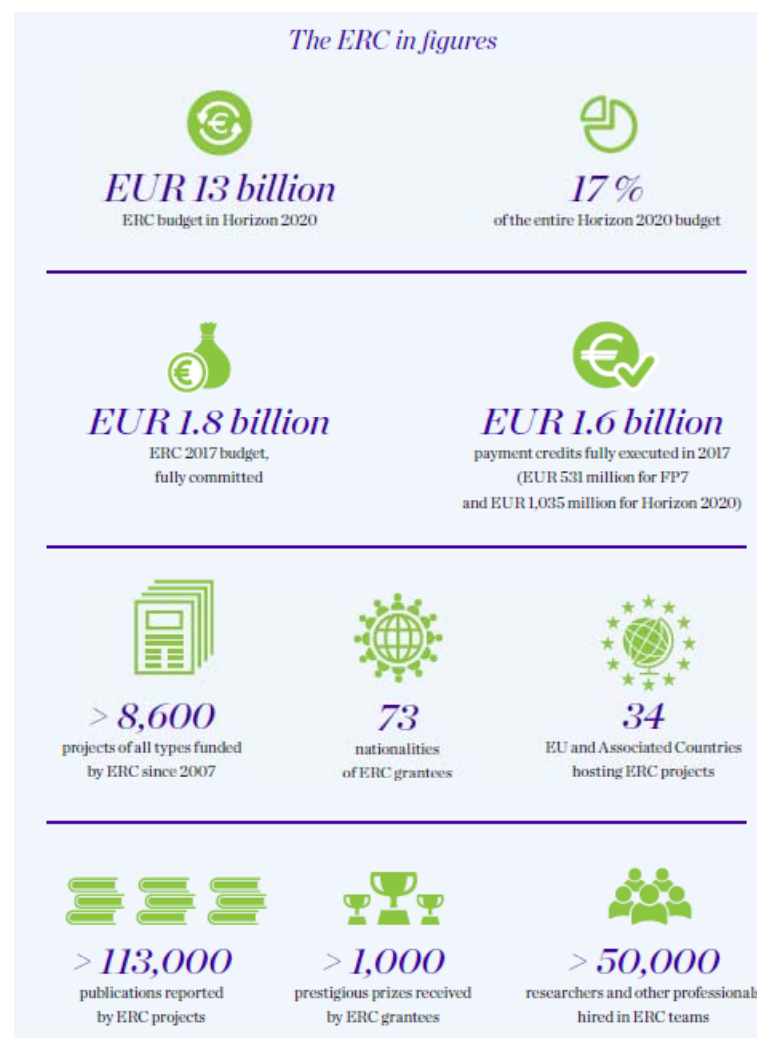 The ERC in figures
€
EUR 13 billion
ERC budget in Horizon 2020
17 %
of the entire Horizon 2020 budget
€
EUR 1.8 billion
ERC 2017 budget,
fully committed
€
EUR 1.6 billion
payment credits fully executed in 2017
(EUR 531 million for FP7
and EUR 1,035 million for Horizon 2020)
> 8,600
projects of all types funded
by ERC since 2007
73
nationalities
of ERC grantees
34
EU and Associated Countries
hosting ERC projects
> 113,000
publications reported
by ERC projects
> 1,000
prestigious prizes received
by ERC grantees
> 50,000
researchers and other professionals
hired in ERC teams